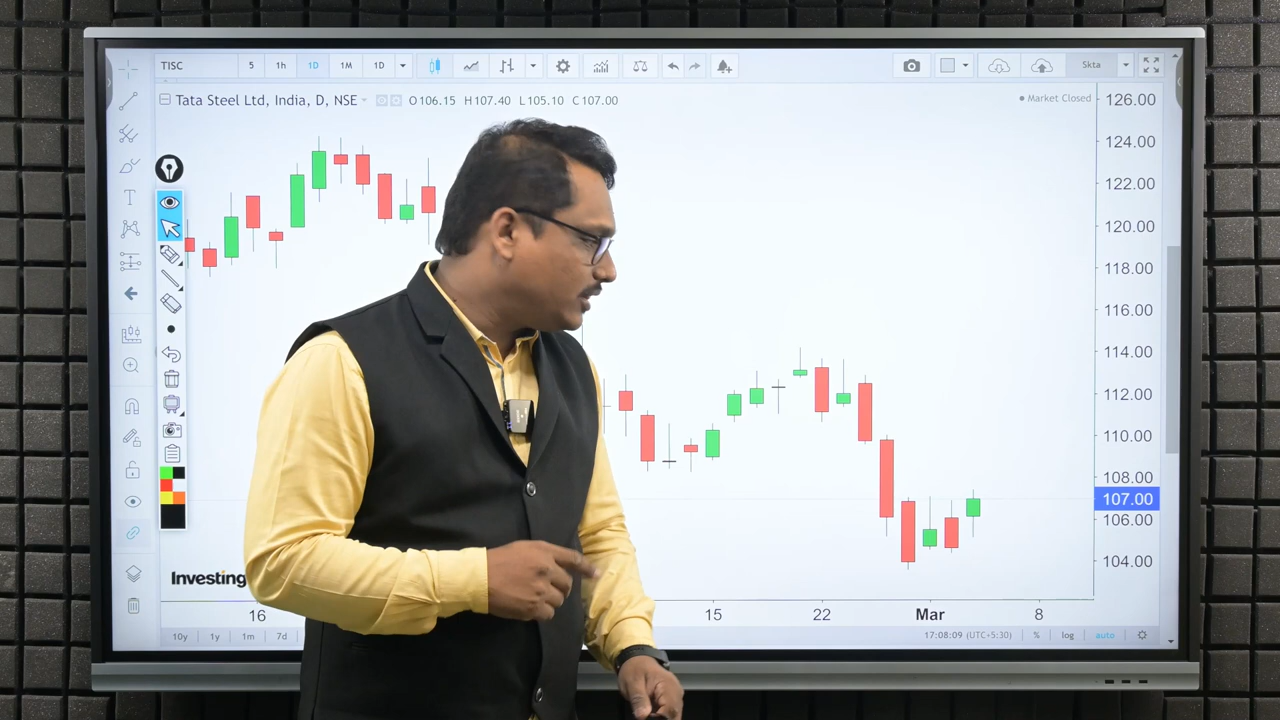 TISC 5 1h 1D 1M 1D Skta
Tata Steel Ltd, India, D, NSE O106.15 H107.40 L105.10 C107.00
Market Closed
126.00
124.00
122.00
120.00
118.00
116.00
114.00
112.00
110.00
108.00
107.00
106.00
104.00
T
Investing
16 15 22 Mar 8
10y 1y 1m 7d 17:08:09 (UTC+5:30) % log auto